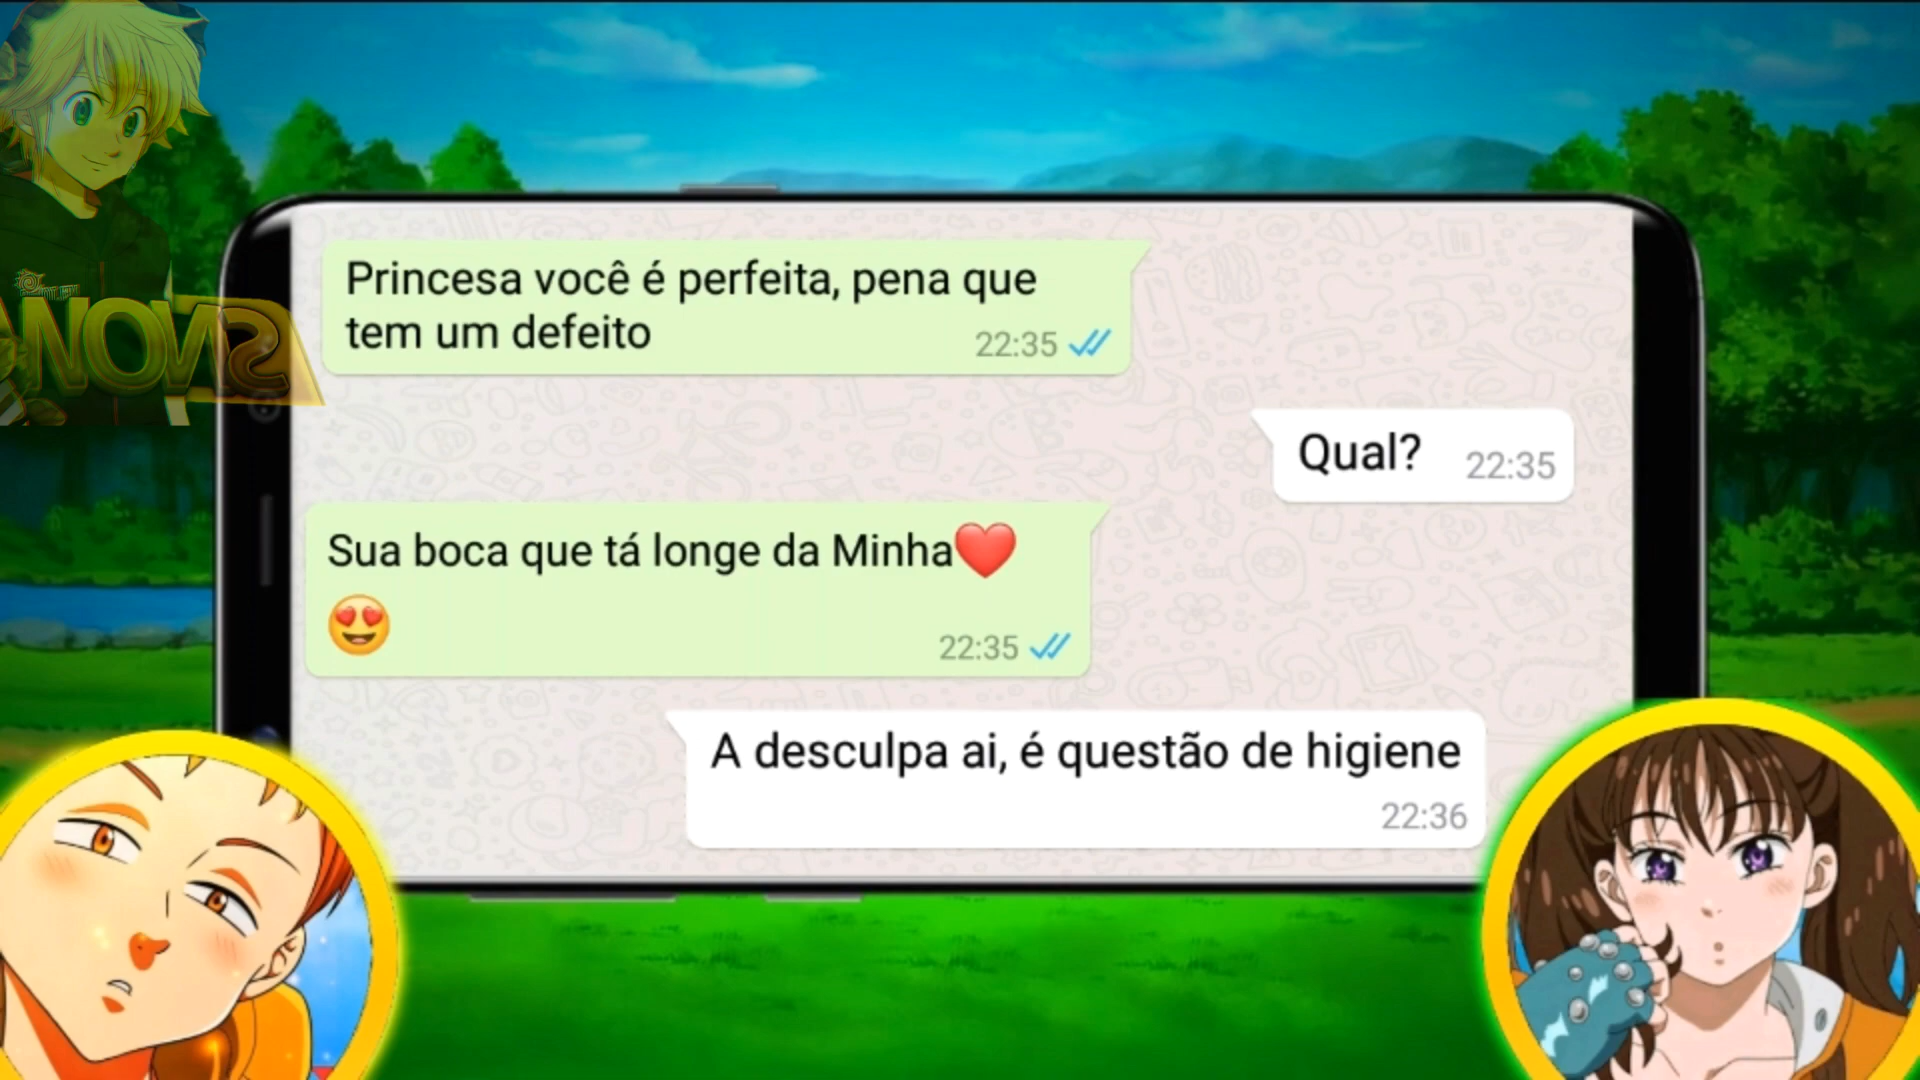 Princesa você é perfeita, pena que
tem um defeito
22:35
Qual?
22:35
Sua boca que tá longe da Minha❤️
😍
22:35
A desculpa ai, é questão de higiene
22:36